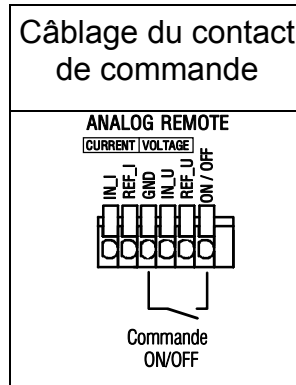 Câblage du contact
de commande
ANALOG REMOTE
CURRENT VOLTAGE
IN_I
REF_I
GND
IN_U
REF_U
ON / OFF
Commande
ON/OFF